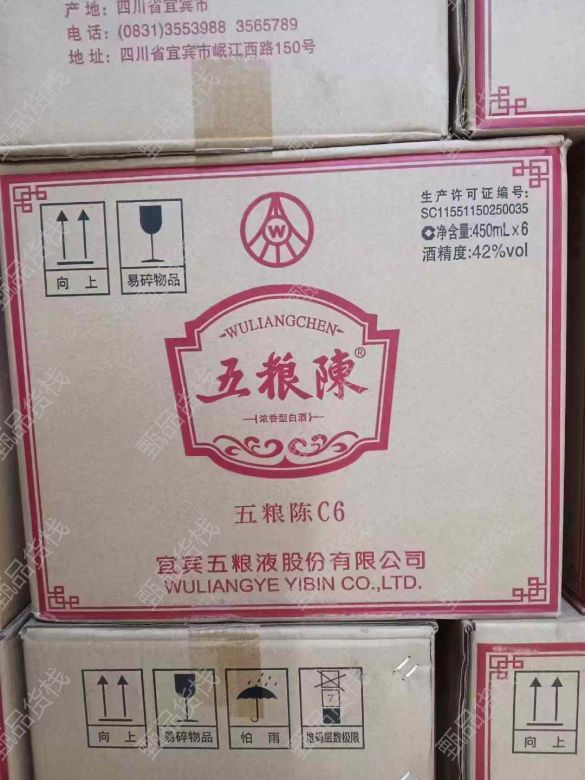 产地：四川省宜宾市
电话：(0831)3553988 3565789
地址：四川省宜宾市岷江西路150号
生产许可证编号：
SC11551150250035
净含量:450mL×6
酒精度:42%vol
向上
易碎物品
W
WULIANGCHEN
五粮陳®
浓香型白酒
五粮陈C6
宜宾五粮液股份有限公司
WULIANGYE YIBIN CO.,LTD.
向上
易碎物品
怕雨
7
堆码层数极限
向上
甄品货栈